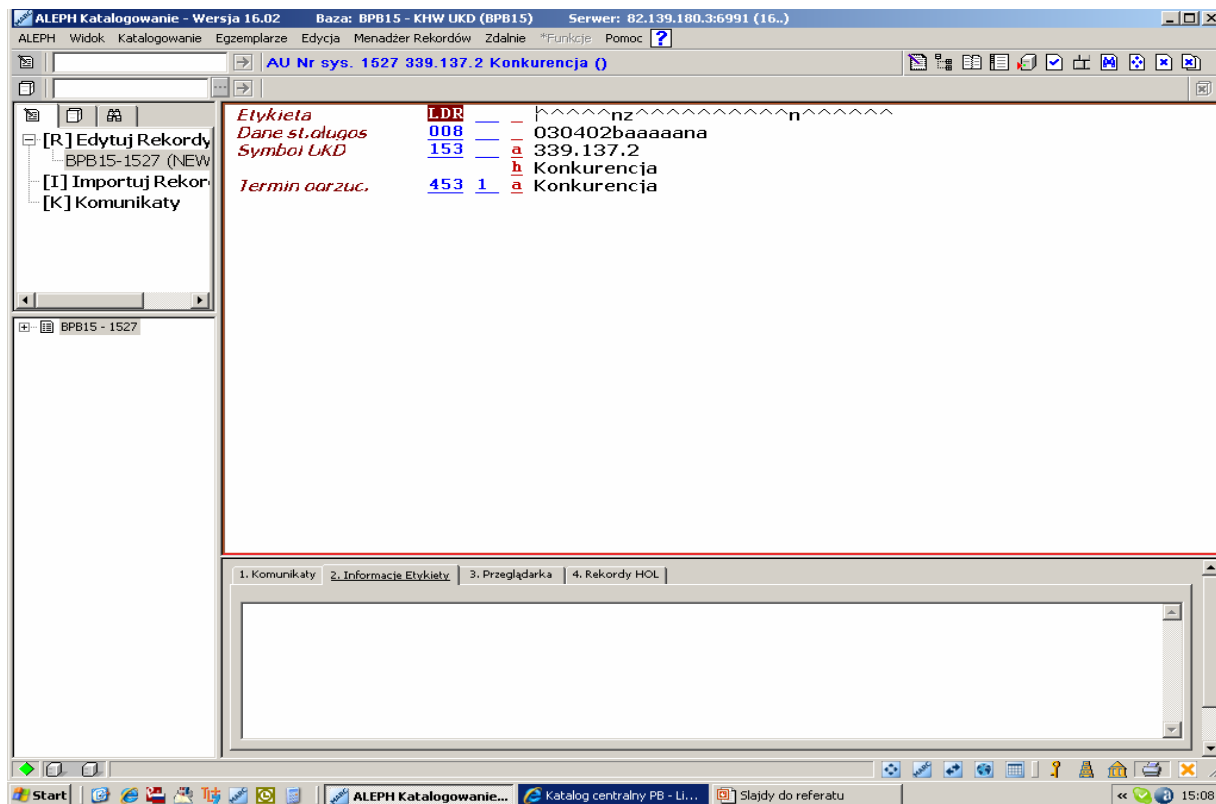 ALEPH Katalogowanie - Wersja 16.02 Baza: BPB15 - KHW UKD (BPB15) Serwer: 82.139.180.3:6991 (16..)
ALEPH Widok Katalogowanie Egzemplarze Edycja Menadżer Rekordów Zdalnie *Funkcje Pomoc ?
AU Nr sys. 1527 339.137.2 Konkurencja ()
[R] Edytuj Rekordy
BPB15-1527 (NEW
[I] Importuj Rekor
[K] Komunikaty
BPB15 - 1527
Etykieta LDR __ _ ^^^^^nz^^^^^^^^^^n^^^^^^
Dane st.długos 008 __ _ 030402baaaaana
Symbol UKD 153 __ a 339.137.2
h Konkurencja
Termin odrzuc. 453 1_ a Konkurencja
1. Komunikaty 2. Informacje Etykiety 3. Przeglądarka 4. Rekordy HOL
Start ALEPH Katalogowanie... Katalog centralny PB - Li... Slajdy do referatu « 15:08